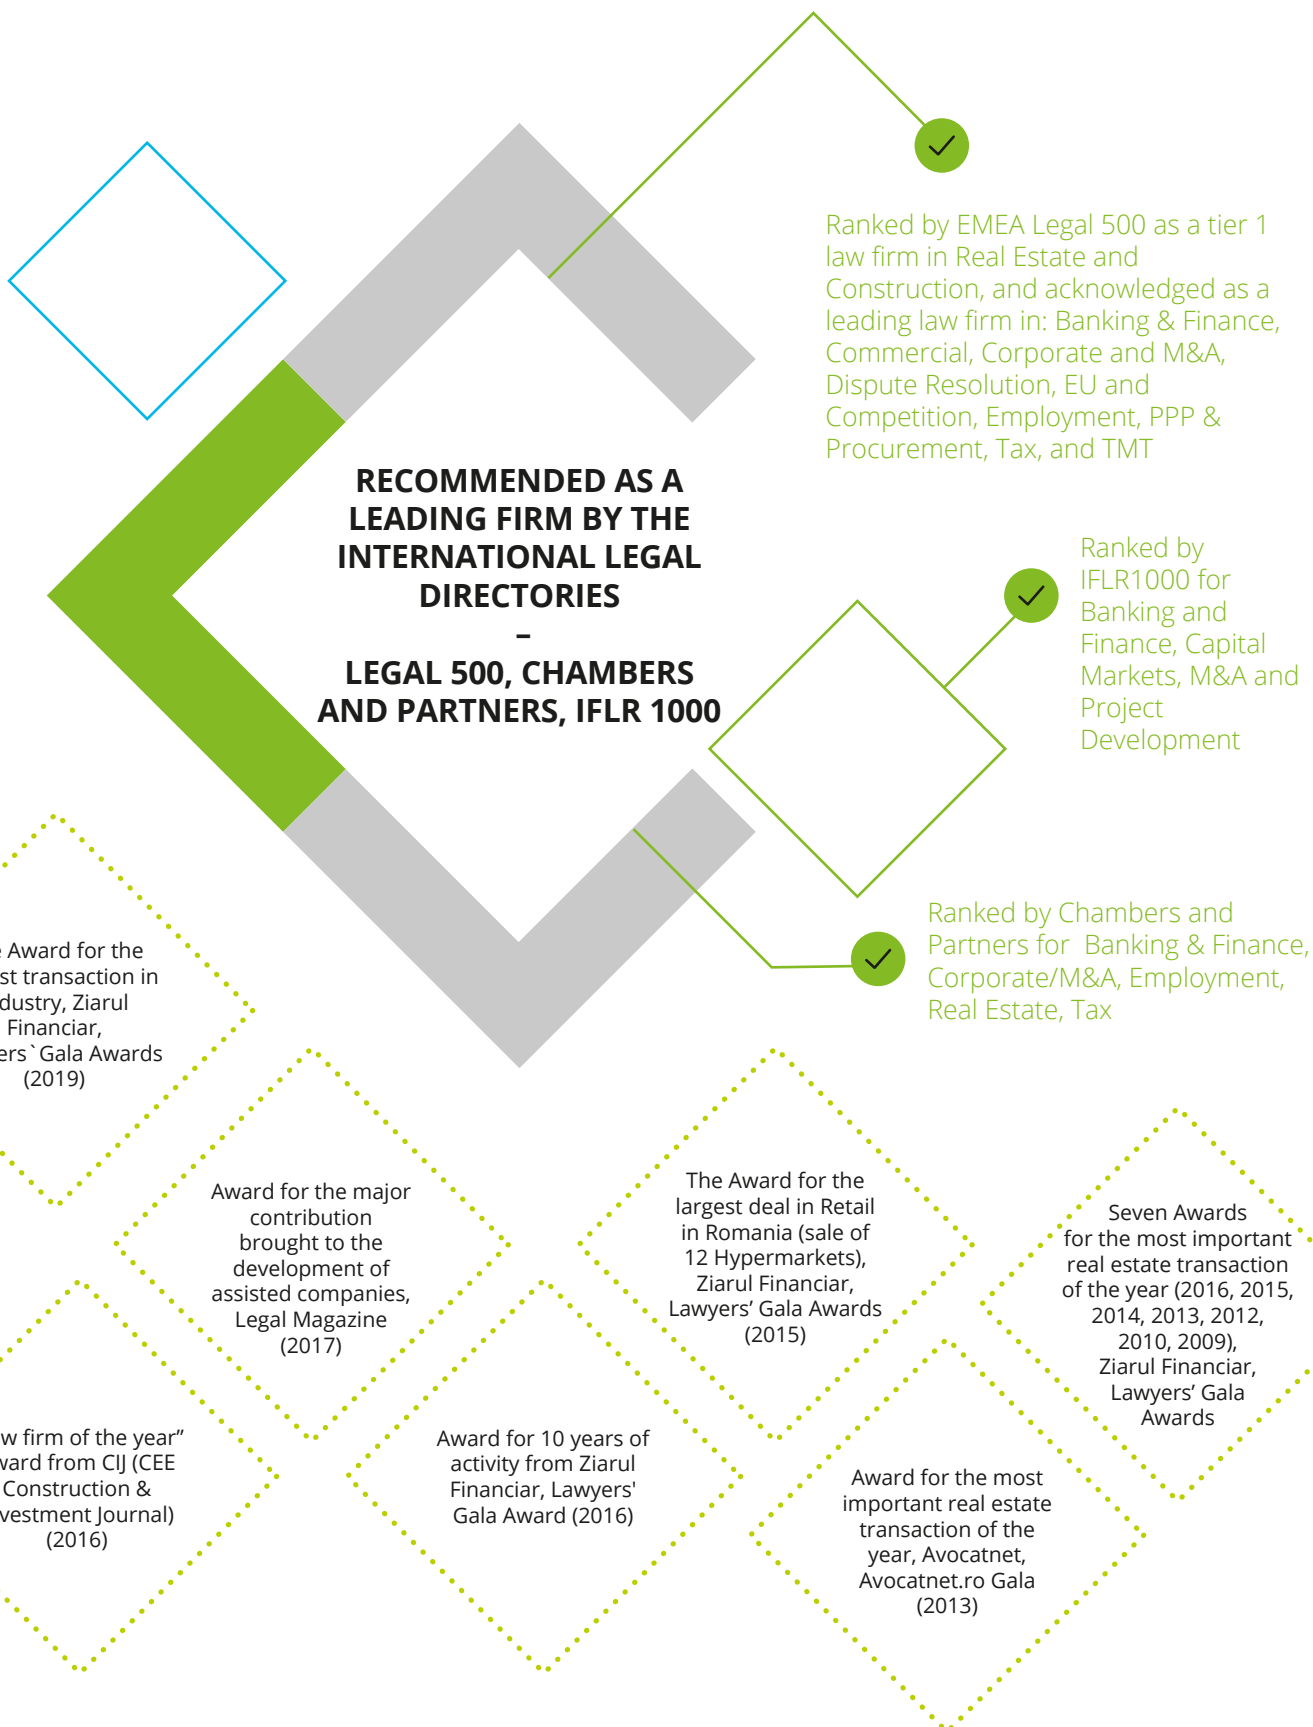 Ranked by EMEA Legal 500 as a tier 1
law firm in Real Estate and
Construction, and acknowledged as a
leading law firm in: Banking & Finance,
Commercial, Corporate and M&A,
Dispute Resolution, EU and
Competition, Employment, PPP &
Procurement, Tax, and TMT
RECOMMENDED AS A
LEADING FIRM BY THE
INTERNATIONAL LEGAL
DIRECTORIES
–
LEGAL 500, CHAMBERS
AND PARTNERS, IFLR 1000
Ranked by
IFLR1000 for
Banking and
Finance, Capital
Markets, M&A and
Project
Development
Ranked by Chambers and
Partners for Banking & Finance,
Corporate/M&A, Employment,
Real Estate, Tax
Award for the
transaction in
Ziarul
Financiar,
Gala Awards
(2019)
Award for the major
contribution
brought to the
development of
assisted companies,
Legal Magazine
(2017)
The Award for the
largest deal in Retail
in Romania (sale of
12 Hypermarkets),
Ziarul Financiar,
Lawyers’ Gala Awards
(2015)
Seven Awards
for the most important
real estate transaction
of the year (2016, 2015,
2014, 2013, 2012,
2010, 2009),
Ziarul Financiar,
Lawyers’ Gala
Awards
firm of the year”
from CIJ (CEE
Construction &
Journal)
(2016)
Award for 10 years of
activity from Ziarul
Financiar, Lawyers'
Gala Award (2016)
Award for the most
important real estate
transaction of the
year, Avocatnet,
Avocatnet.ro Gala
(2013)